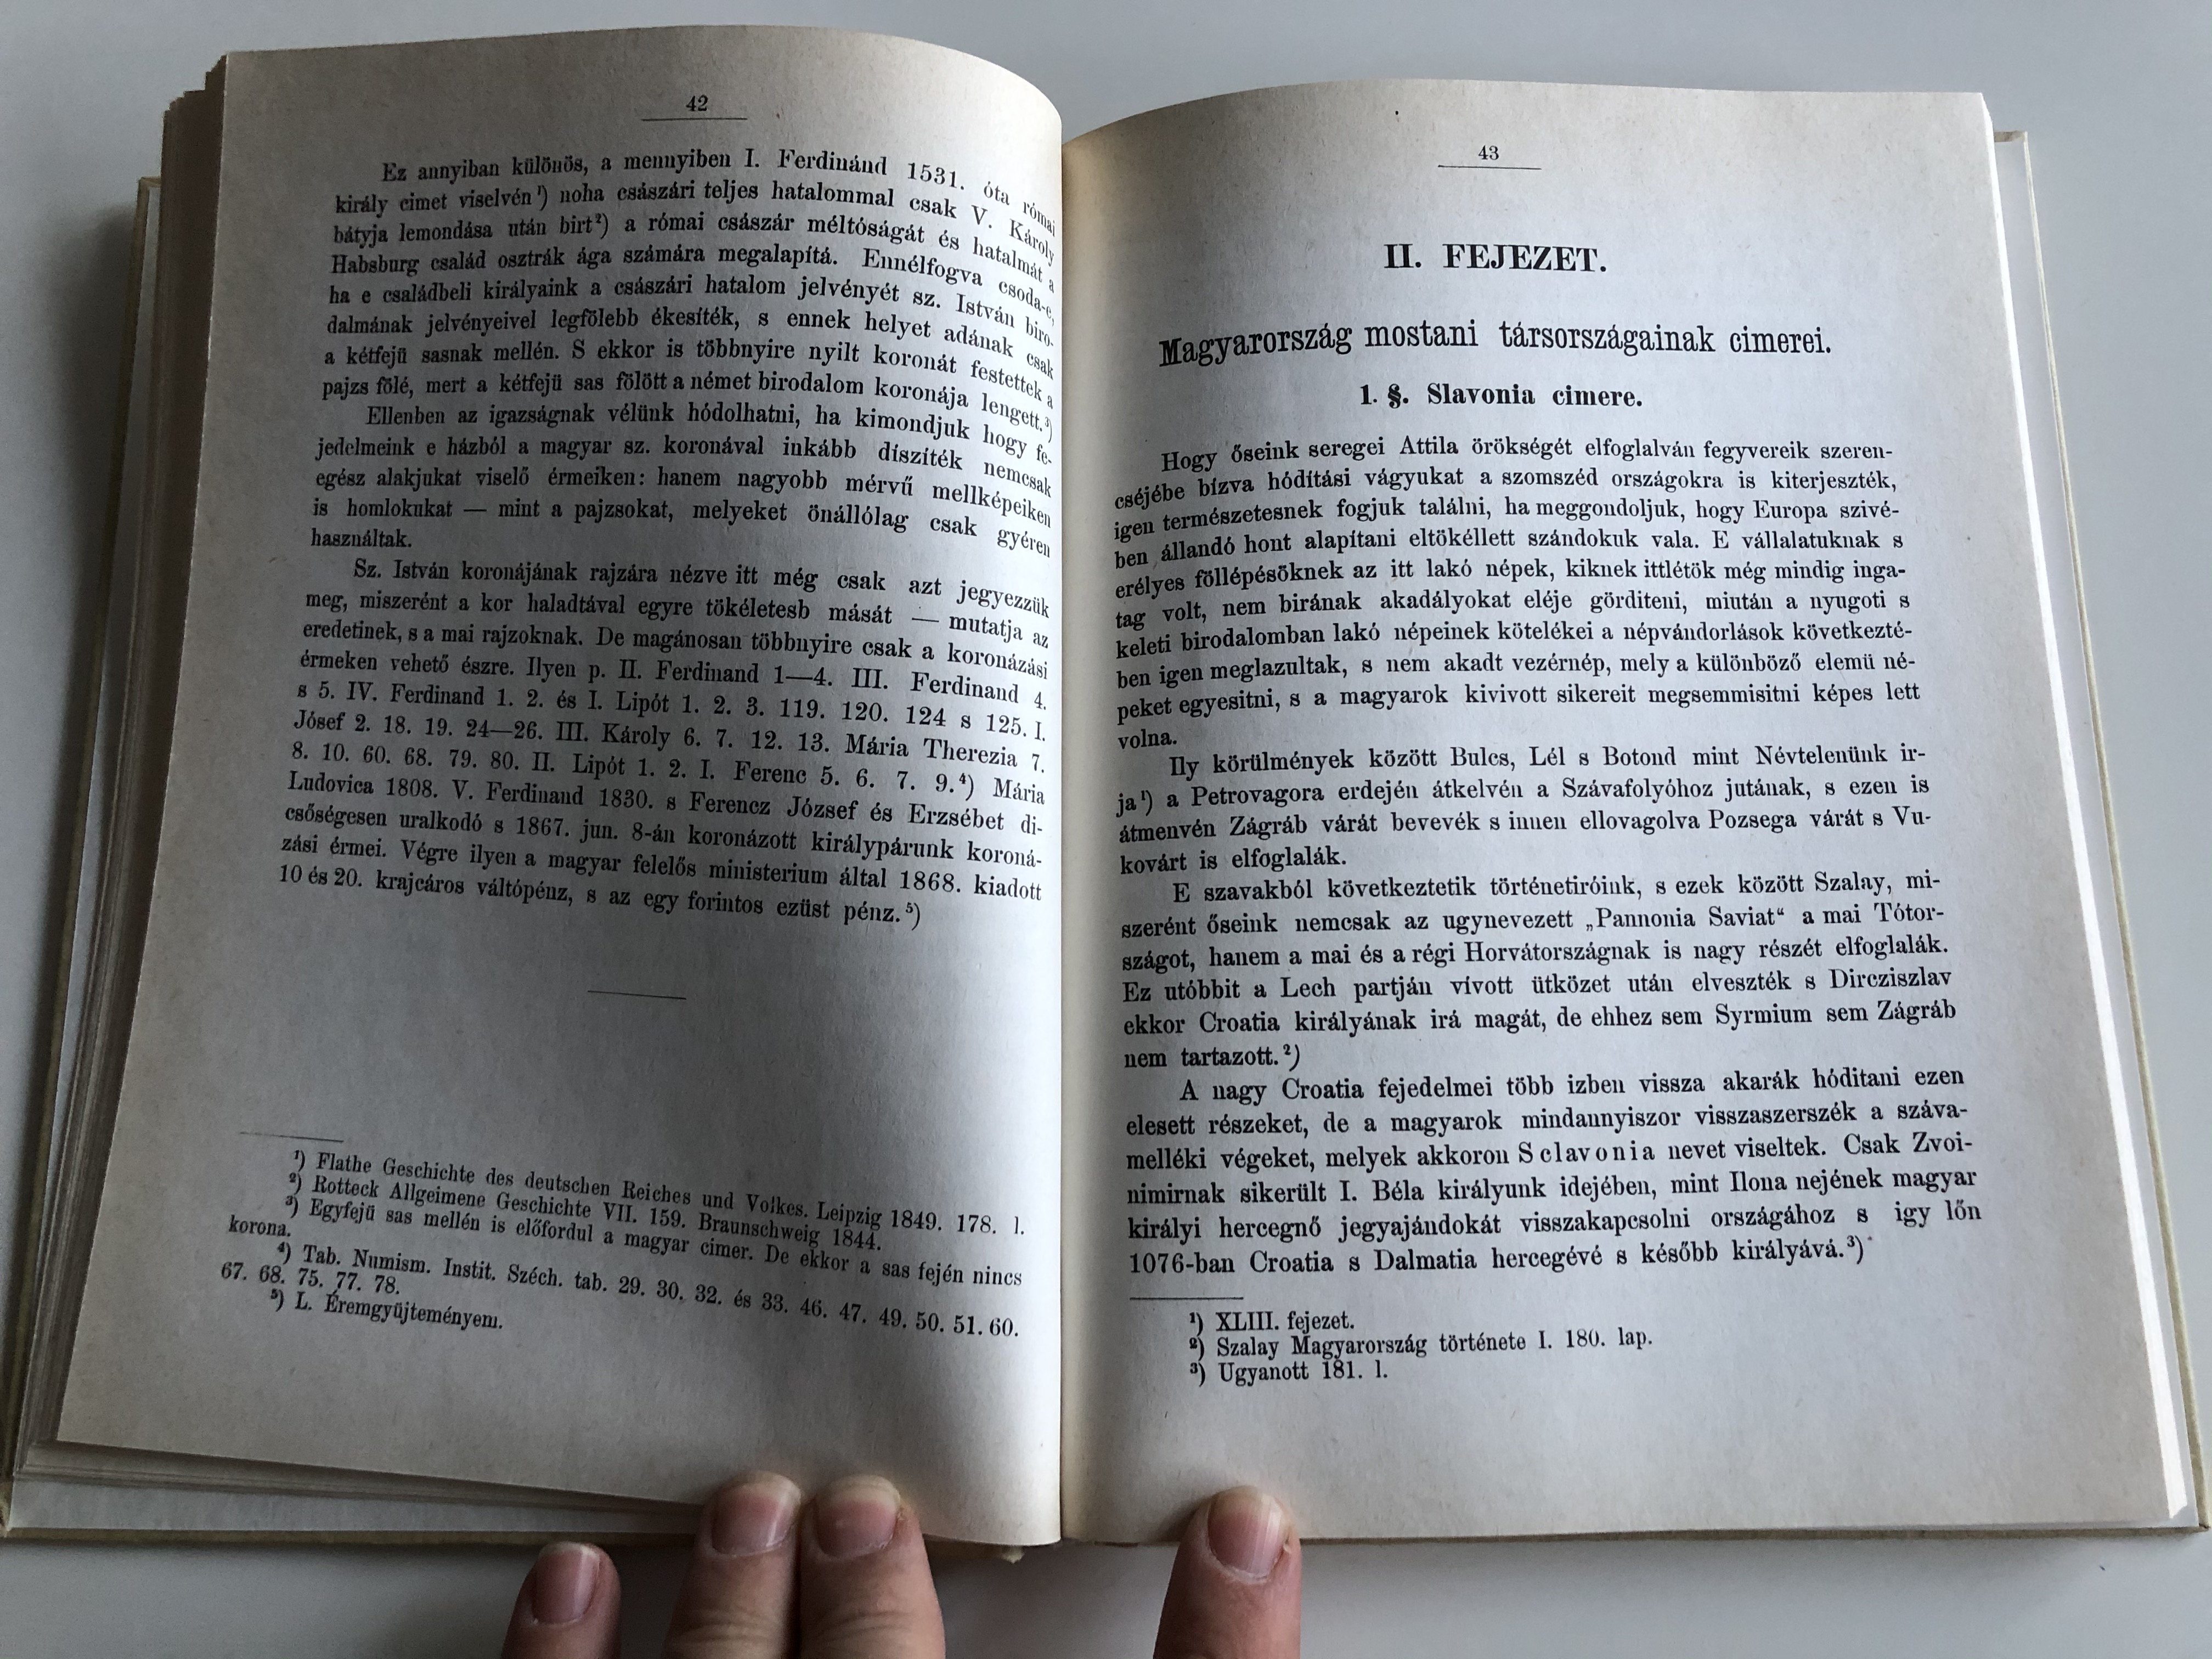 42
Ez annyiban különös, a mennyiben I. Ferdinánd 1531. óta római
király cimet viselvén¹) noha császári teljes hatalommal csak V. Károly
bátyja lemondása után birt²) a római császár méltóságát és hatalmát a
Habsburg család osztrák ága számára megalapítá. Ennélfogva csoda-e,
ha e családbeli királyaink a császári hatalom jelvényét sz. István biro-
dalmának jelvényeivel legfölebb ékesíték, s ennek helyet adának csak
a kétfejü sasnak mellén. S ekkor is többnyire nyilt koronát festettek a
pajzs fölé, mert a kétfejü sas fölött a német birodalom koronája lengett.³)
Ellenben az igazságnak vélünk hódolhatni, ha kimondjuk hogy fe-
jedelmeink e házból a magyar sz. koronával inkább díszíték nemcsak
egész alakjukat viselő érmeiken: hanem nagyobb mérvű mellképeiken
is homlokukat — mint a pajzsokat, melyeket önállólag csak gyéren
használtak.
Sz. István koronájának rajzára nézve itt még csak azt jegyezzük
meg, miszerént a kor haladtával egyre tökéletesb mását — mutatja az
eredetinek, s a mai rajzoknak. De magánosan többnyire csak a koronázási
érmeken vehető észre. Ilyen p. II. Ferdinand 1—4. III. Ferdinand 4.
s 5. IV. Ferdinand 1. 2. és I. Lipót 1. 2. 3. 119. 120. 124 s 125. I.
Jósef 2. 18. 19. 24—26. III. Károly 6. 7. 12. 13. Mária Therezia 7.
8. 10. 60. 68. 79. 80. II. Lipót 1. 2. I. Ferenc 5. 6. 7. 9.⁴) Mária
Ludovica 1808. V. Ferdinand 1830. s Ferencz József és Erzsébet di-
csőségesen uralkodó s 1867. jun. 8-án koronázott királypárunk koroná-
zási érmei. Végre ilyen a magyar felelős ministerium által 1868. kiadott
10 és 20. krajcáros váltópénz, s az egy forintos ezüst pénz.⁵)
¹) Flathe Geschichte des deutschen Reiches und Volkes. Leipzig 1849. 178. l.
²) Rotteck Allgeimene Geschichte VII. 159. Braunschweig 1844.
³) Egyfejü sas mellén is előfordul a magyar cimer. De ekkor a sas fején nincs
korona.
⁴) Tab. Numism. Instit. Széch. tab. 29. 30. 32. és 33. 46. 47. 49. 50. 51. 60.
67. 68. 75. 77. 78.
⁵) L. Éremgyüjteményem.
43
II. FEJEZET.
Magyarország mostani társországainak cimerei.
1. §. Slavonia cimere.
Hogy őseink seregei Attila örökségét elfoglalván fegyvereik szeren-
cséjébe bízva hódítási vágyukat a szomszéd országokra is kiterjeszték,
igen természetesnek fogjuk találni, ha meggondoljuk, hogy Europa szivé-
ben állandó hont alapítani eltökéllett szándokuk vala. E vállalatuknak s
erélyes föllépésöknek az itt lakó népek, kiknek ittlétök még mindig inga-
tag volt, nem birának akadályokat eléje gördíteni, miután a nyugoti s
keleti birodalomban lakó népeinek kötelékei a népvándorlások következté-
ben igen meglazultak, s nem akadt vezérnép, mely a különböző elemü né-
peket egyesitni, s a magyarok kivivott sikereit megsemmisitni képes lett
volna.
Ily körülmények között Bulcs, Lél s Botond mint Névtelenünk ir-
ja¹) a Petrovagora erdején átkelvén a Szávafolyóhoz jutának, s ezen is
átmenvén Zágráb várát bevevék s innen ellovagolva Pozsega várát s Vu-
kovárt is elfoglalák.
E szavakból következtetik történetiróink, s ezek között Szalay, mi-
szerént őseink nemcsak az ugynevezett „Pannonia Saviat“ a mai Tótor-
szágot, hanem a mai és a régi Horvátországnak is nagy részét elfoglalák.
Ez utóbbit a Lech partján vívott ütközet után elveszték s Dircziszlav
ekkor Croatia királyának irá magát, de ehhez sem Syrmium sem Zágráb
nem tartazott.²)
A nagy Croatia fejedelmei több izben vissza akarák hóditani ezen
elesett részeket, de a magyarok mindannyiszor visszaszerszék a száva-
melléki végeket, melyek akkoron Sclavonia nevet viseltek. Csak Zvoi-
nimirnak sikerült I. Béla királyunk idejében, mint Ilona nejének magyar
királyi hercegnő jegyajándokát visszakapcsolni országához s igy lőn
1076-ban Croatia s Dalmatia hercegévé s később királyává.³)
¹) XLIII. fejezet.
²) Szalay Magyarország története I. 180. lap.
³) Ugyanott 181. l.